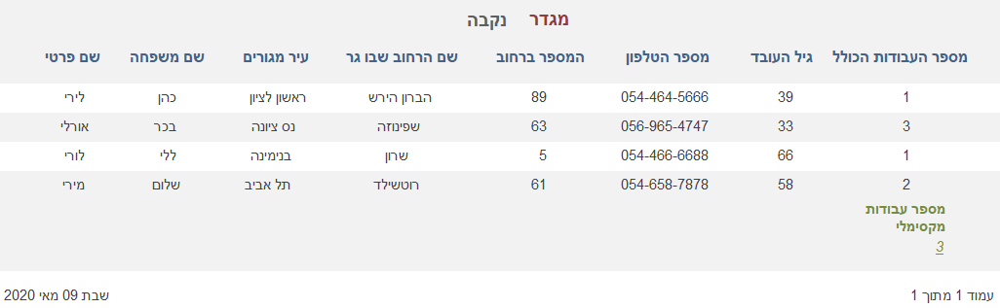 מגדר נקבה
שם פרטי שם משפחה עיר מגורים שם הרחוב שבו גר המספר ברחוב מספר הטלפון גיל העובד מספר העבודות הכולל
לירי כהן ראשון לציון הברון הירש 89 054-464-5666 39 1
אורלי בכר נס ציונה שפינוזה 63 056-965-4747 33 3
לורי ללי בנימינה שרון 5 054-466-6688 66 1
מירי שלום תל אביב רוטשילד 61 054-658-7878 58 2
מספר עבודות
מקסימלי
3
עמוד 1 מתוך 1 שבת 09 מאי 2020